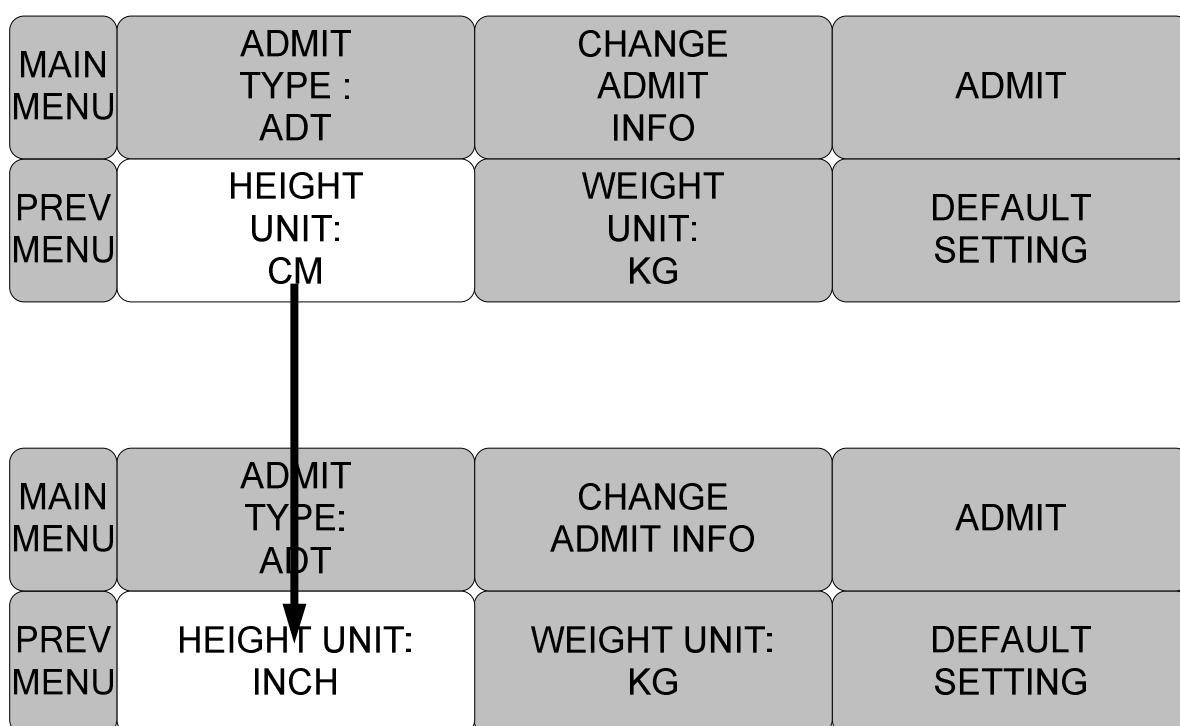 MAIN
MENU
ADMIT
TYPE :
ADT
CHANGE
ADMIT
INFO
ADMIT
PREV
MENU
HEIGHT
UNIT:
CM
WEIGHT
UNIT:
KG
DEFAULT
SETTING
MAIN
MENU
ADMIT
TYPE:
ADT
CHANGE
ADMIT INFO
ADMIT
PREV
MENU
HEIGHT UNIT:
INCH
WEIGHT UNIT:
KG
DEFAULT
SETTING